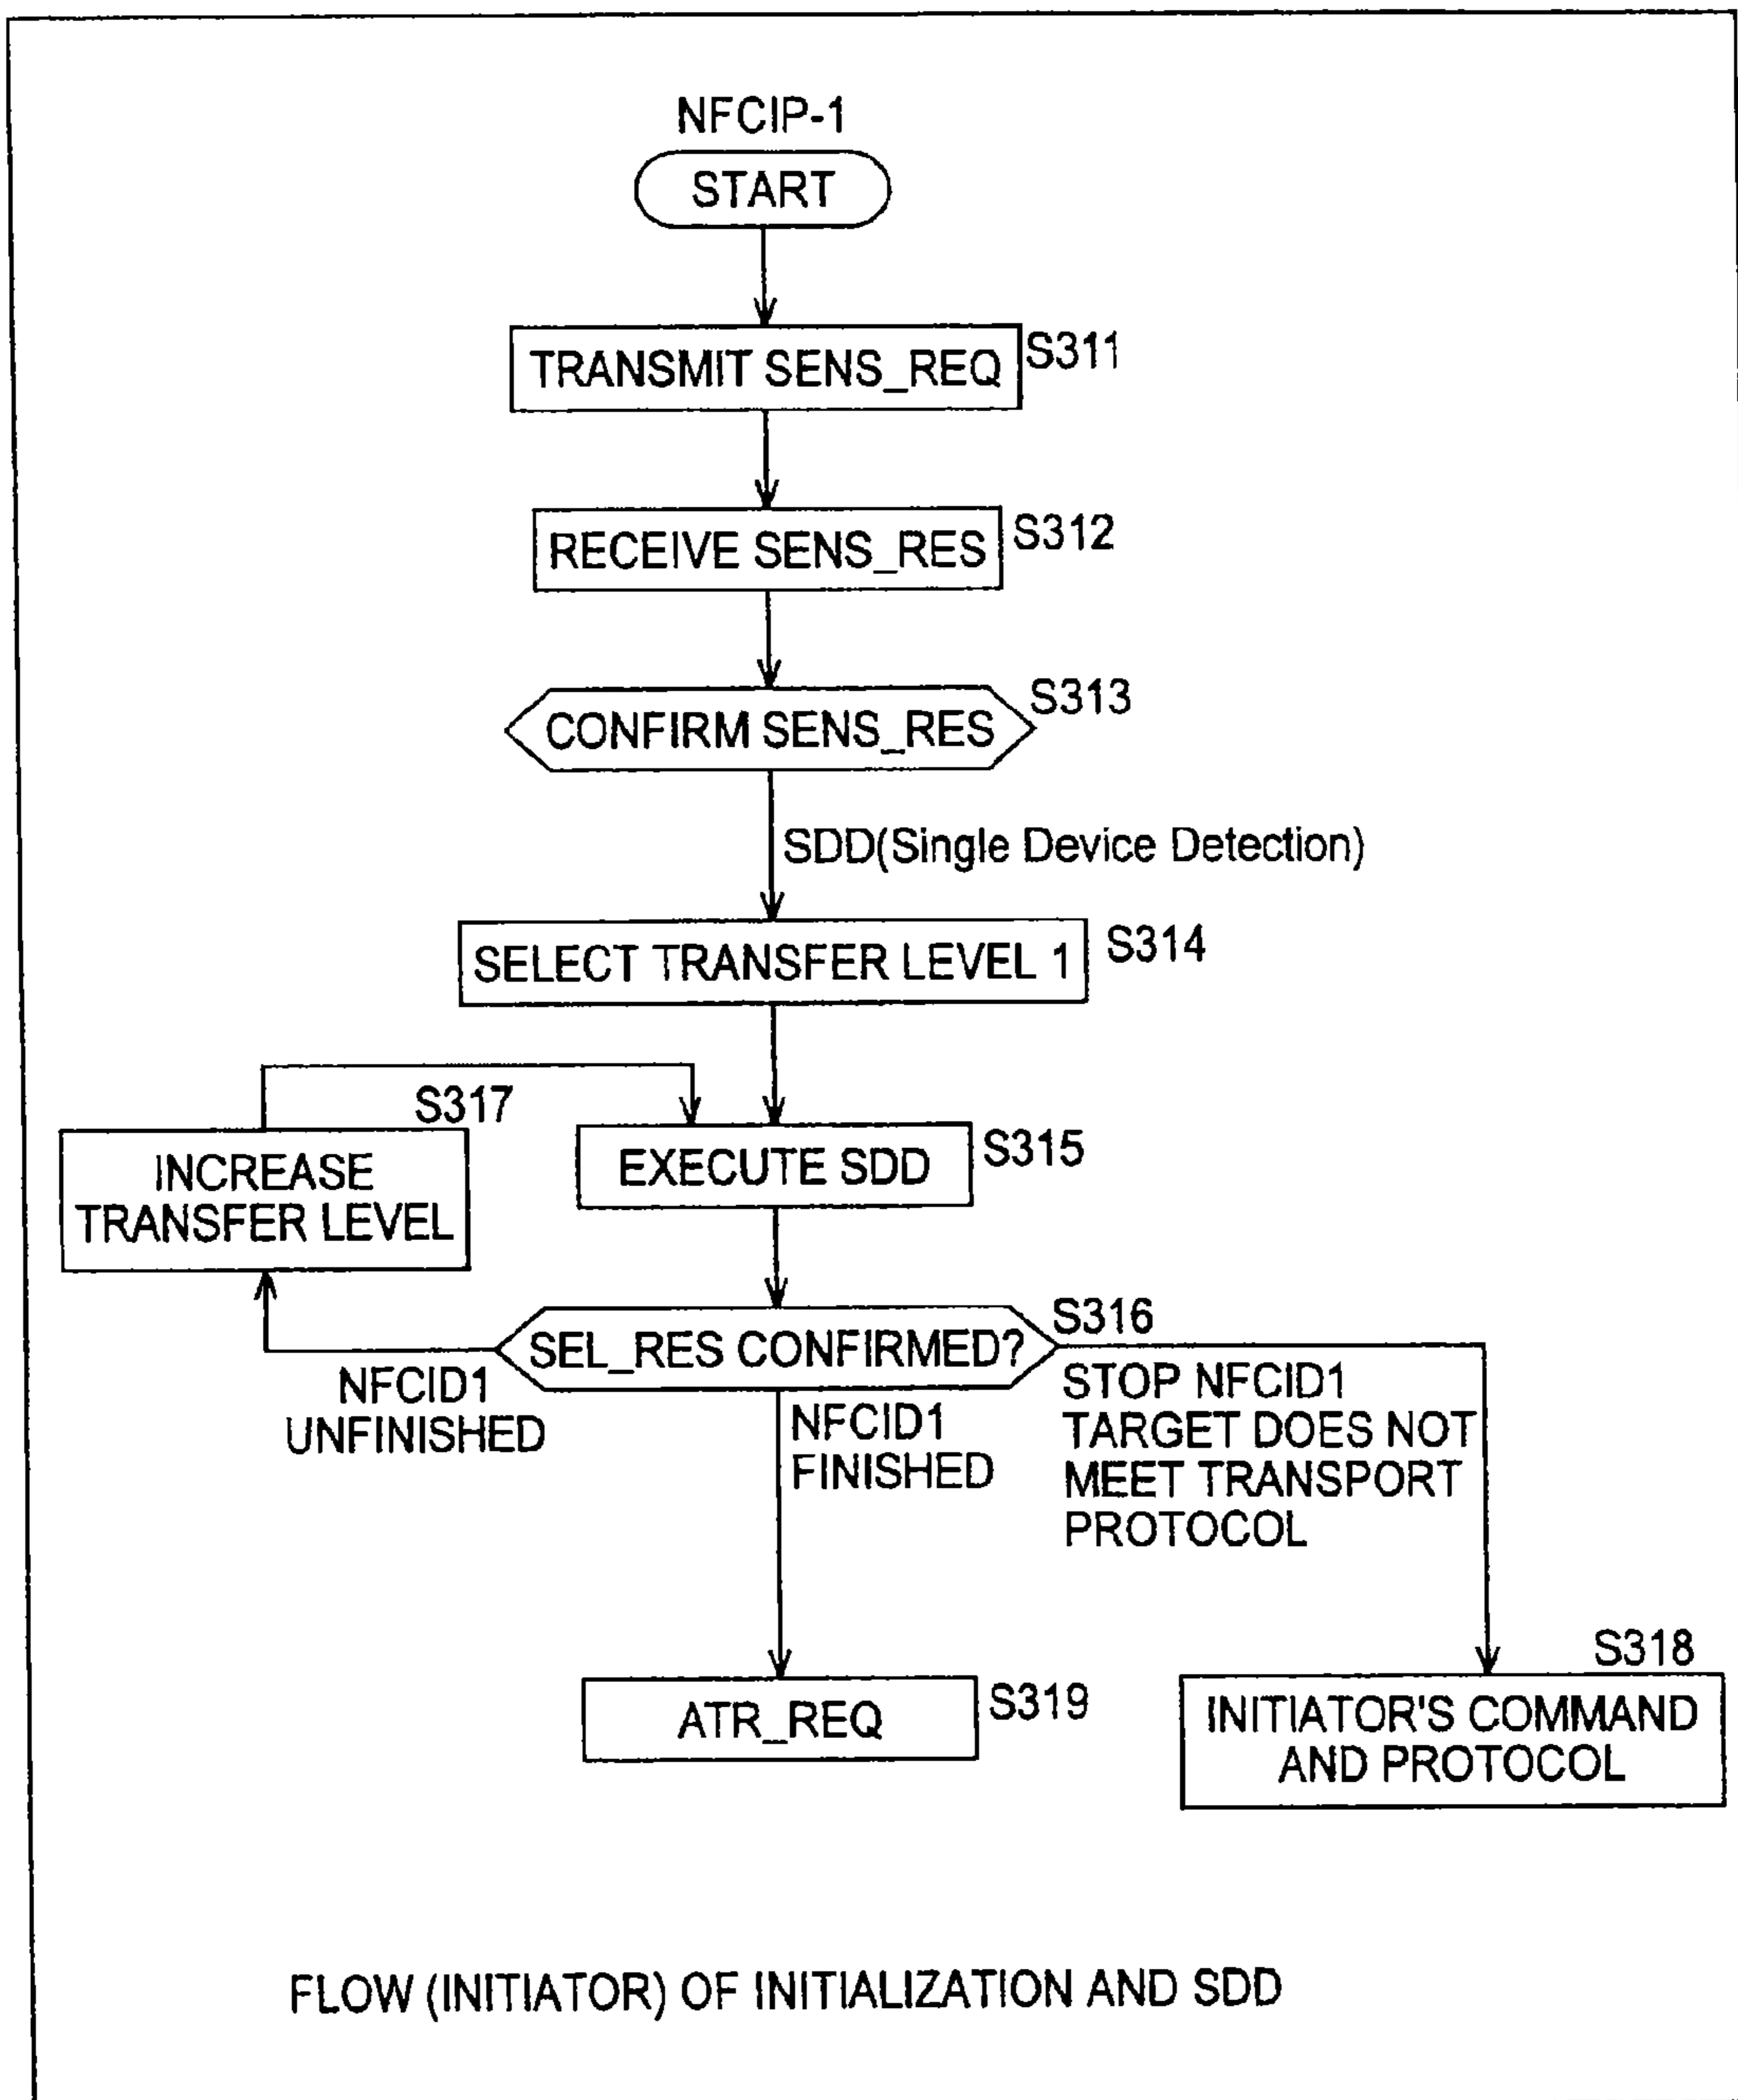 NFCIP-1
START
TRANSMIT SENS_REQ
S311
RECEIVE SENS_RES
S312
CONFIRM SENS_RES
S313
SDD(Single Device Detection)
SELECT TRANSFER LEVEL 1
S314
S317
INCREASE
TRANSFER LEVEL
EXECUTE SDD
S315
SEL_RES CONFIRMED?
S316
NFCID1
UNFINISHED
NFCID1
FINISHED
STOP NFCID1
TARGET DOES NOT
MEET TRANSPORT
PROTOCOL
ATR_REQ
S319
S318
INITIATOR'S COMMAND
AND PROTOCOL
FLOW (INITIATOR) OF INITIALIZATION AND SDD